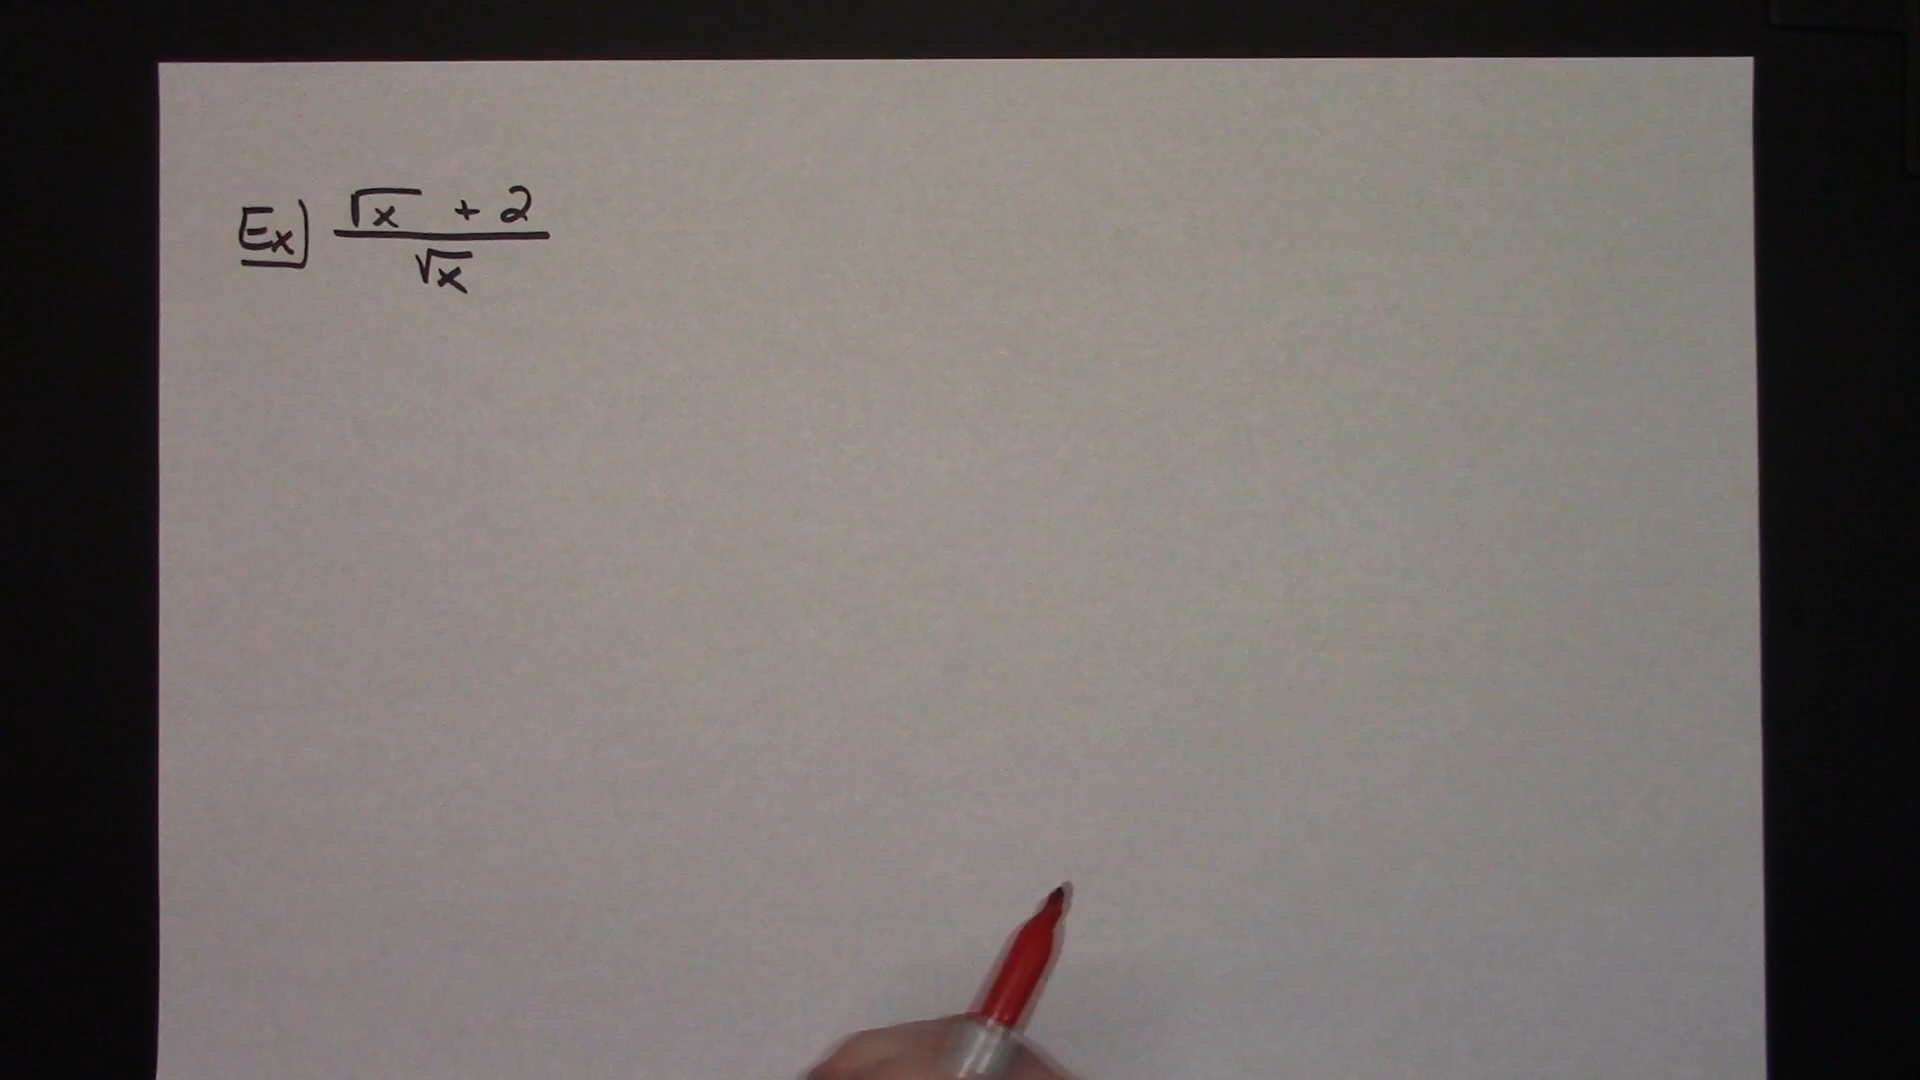 Ex) (√x + 2)/√x